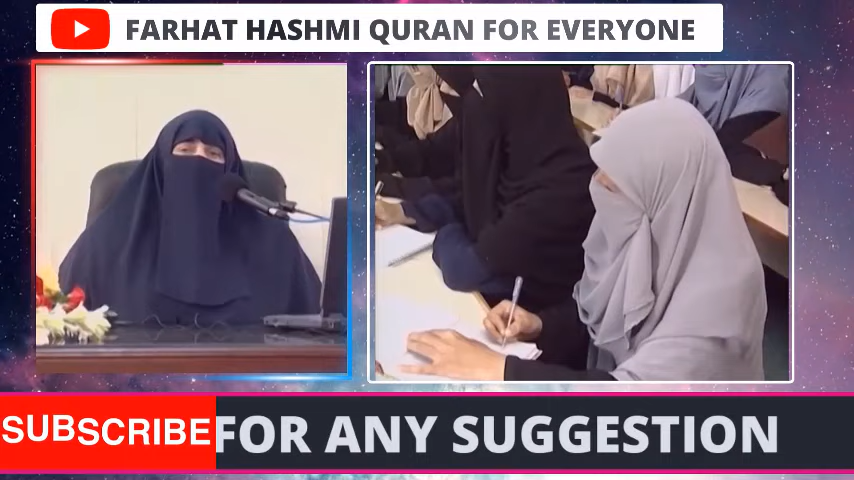 FARHAT HASHMI QURAN FOR EVERYONE
SUBSCRIBE FOR ANY SUGGESTION